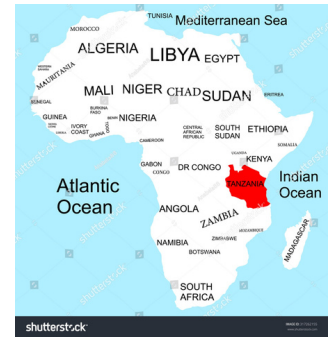 TUNISIA
Mediterranean Sea
MOROCCO
ALGERIA
LIBYA
EGYPT
MAURITANIA
MALI
NIGER
CHAD
SUDAN
ERITREA
SENEGAL
BURKINA
FASO
GUINEA
IVORY
COAST
GHANA
TOGO
BENIN
NIGERIA
CENTRAL
AFRICAN
REPUBLIC
SOUTH
SUDAN
ETHIOPIA
CAMEROON
SOMALIA
UGANDA
KENYA
GABON
CONGO
DR CONGO
Indian
Ocean
TANZANIA
Atlantic
Ocean
ANGOLA
ZAMBIA
MOZAMBIQUE
ZIMBABWE
MADAGASCAR
NAMIBIA
BOTSWANA
SOUTH
AFRICA
shutterstock